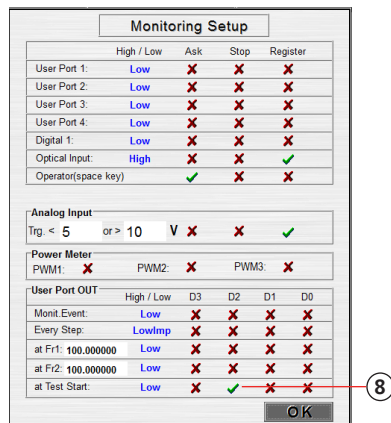 Monitoring Setup
High / Low Ask Stop Register
User Port 1: Low
User Port 2: Low
User Port 3: Low
User Port 4: Low
Digital 1: Low
Optical Input: High
Operator(space key)
Analog Input
Trg. < 5 or > 10 V
Power Meter
PWM1: PWM2: PWM3:
User Port OUT
High / Low D3 D2 D1 D0
Monit.Event: Low
Every Step: LowImp
at Fr1: 100.000000 Low
at Fr2: 100.000000 Low
at Test Start: Low
8
OK